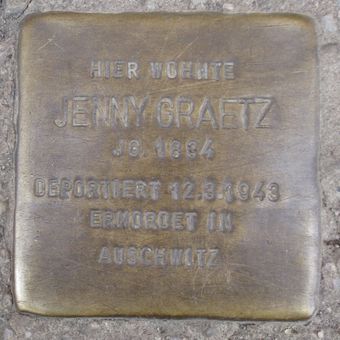 HIER WOHNTE
JENNY GRAETZ
JG. 1894
DEPORTIERT 12.3.1943
ERMORDET IN
AUSCHWITZ